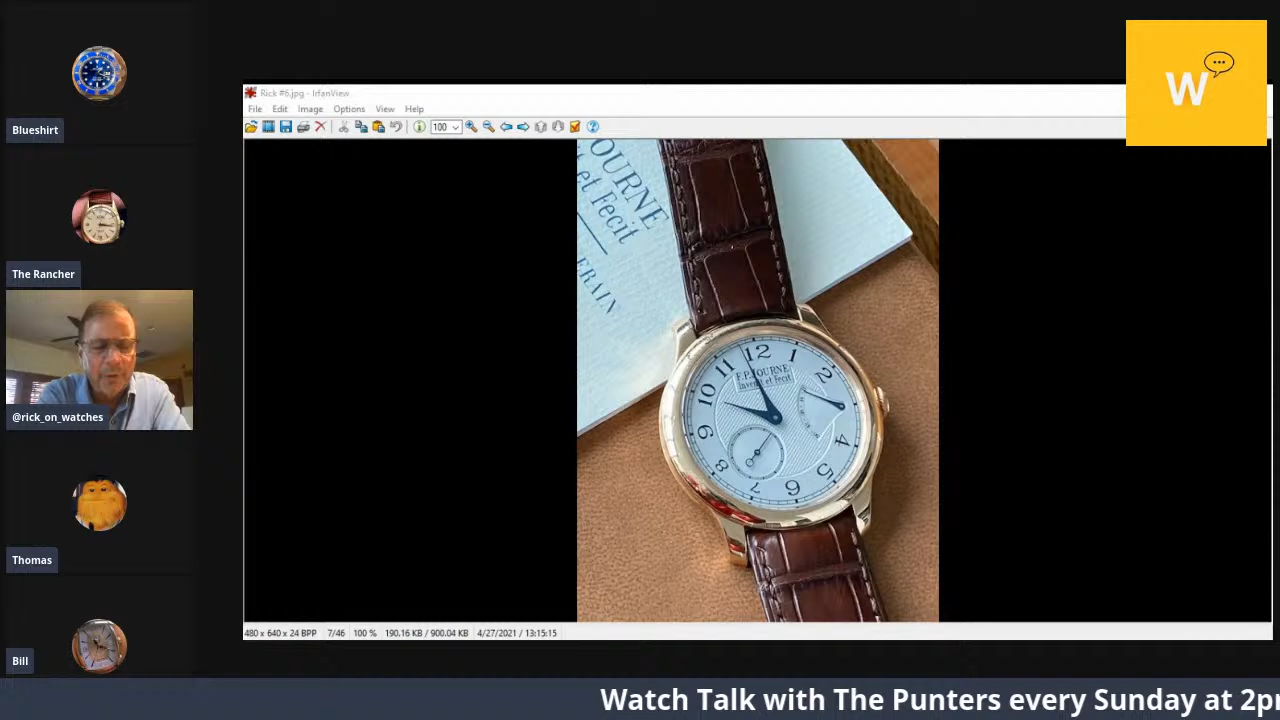 Blueshirt
The Rancher
@rick_on_watches
Thomas
Bill
Rick #6.jpg - IrfanView
File Edit Image Options View Help
100
OURNE
et Fecit
12
1
2
4
5
6
7
8
9
10
11
F.P.JOURNE
Invenit et Fecit
480 x 640 x 24 BPP 7/46 100 % 190.16 KB / 900.04 KB 4/27/2021 / 13:15:15
W
Watch Talk with The Punters every Sunday at 2p